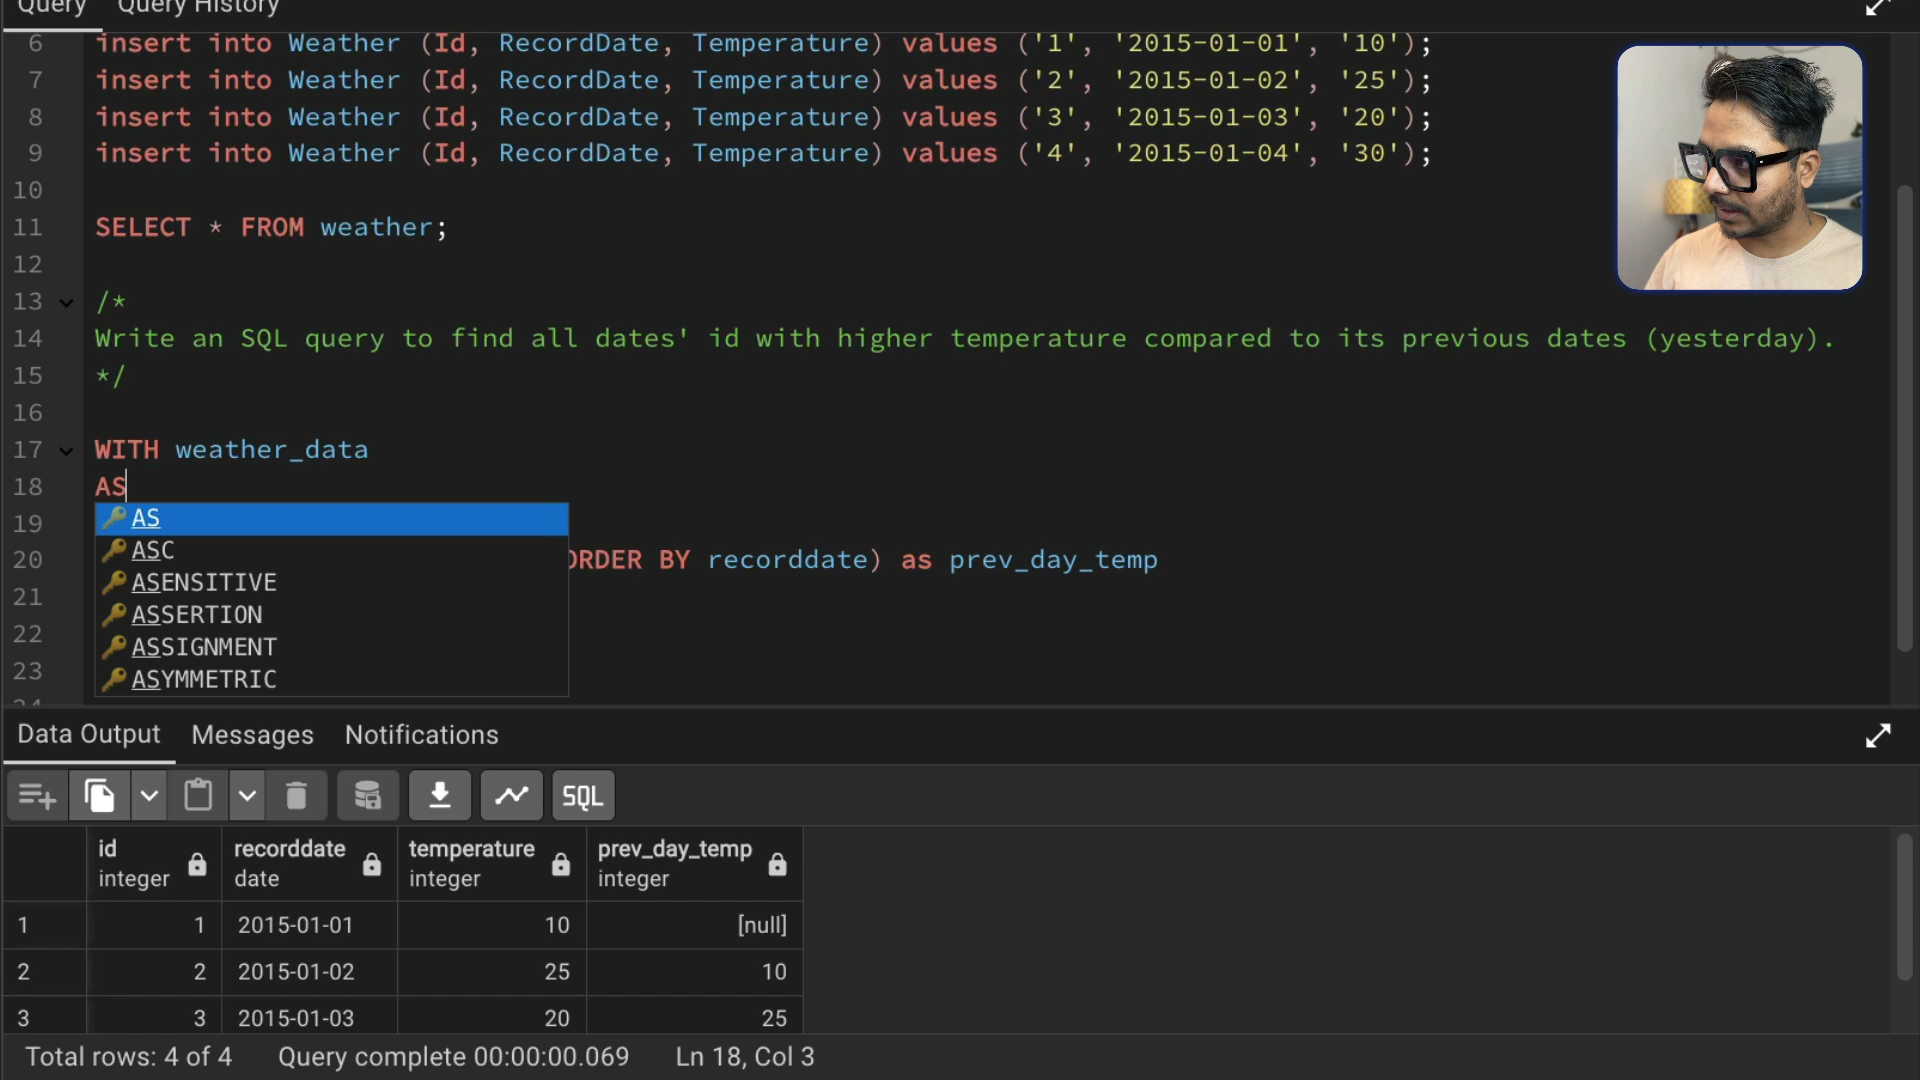 Query Query History
6 insert into Weather (Id, RecordDate, Temperature) values ('1', '2015-01-01', '10');
7 insert into Weather (Id, RecordDate, Temperature) values ('2', '2015-01-02', '25');
8 insert into Weather (Id, RecordDate, Temperature) values ('3', '2015-01-03', '20');
9 insert into Weather (Id, RecordDate, Temperature) values ('4', '2015-01-04', '30');
10
11 SELECT * FROM weather;
12
13 /*
14 Write an SQL query to find all dates' id with higher temperature compared to its previous dates (yesterday).
15 */
16
17 WITH weather_data
18 AS
19 AS
ASC
20 ORDER BY recorddate) as prev_day_temp
ASENSITIVE
21 ASSERTION
22 ASSIGNMENT
23 ASYMMETRIC
Data Output Messages Notifications
SQL
id recorddate temperature prev_day_temp
integer date integer integer
1 1 2015-01-01 10 [null]
2 2 2015-01-02 25 10
3 3 2015-01-03 20 25
Total rows: 4 of 4 Query complete 00:00:00.069 Ln 18, Col 3